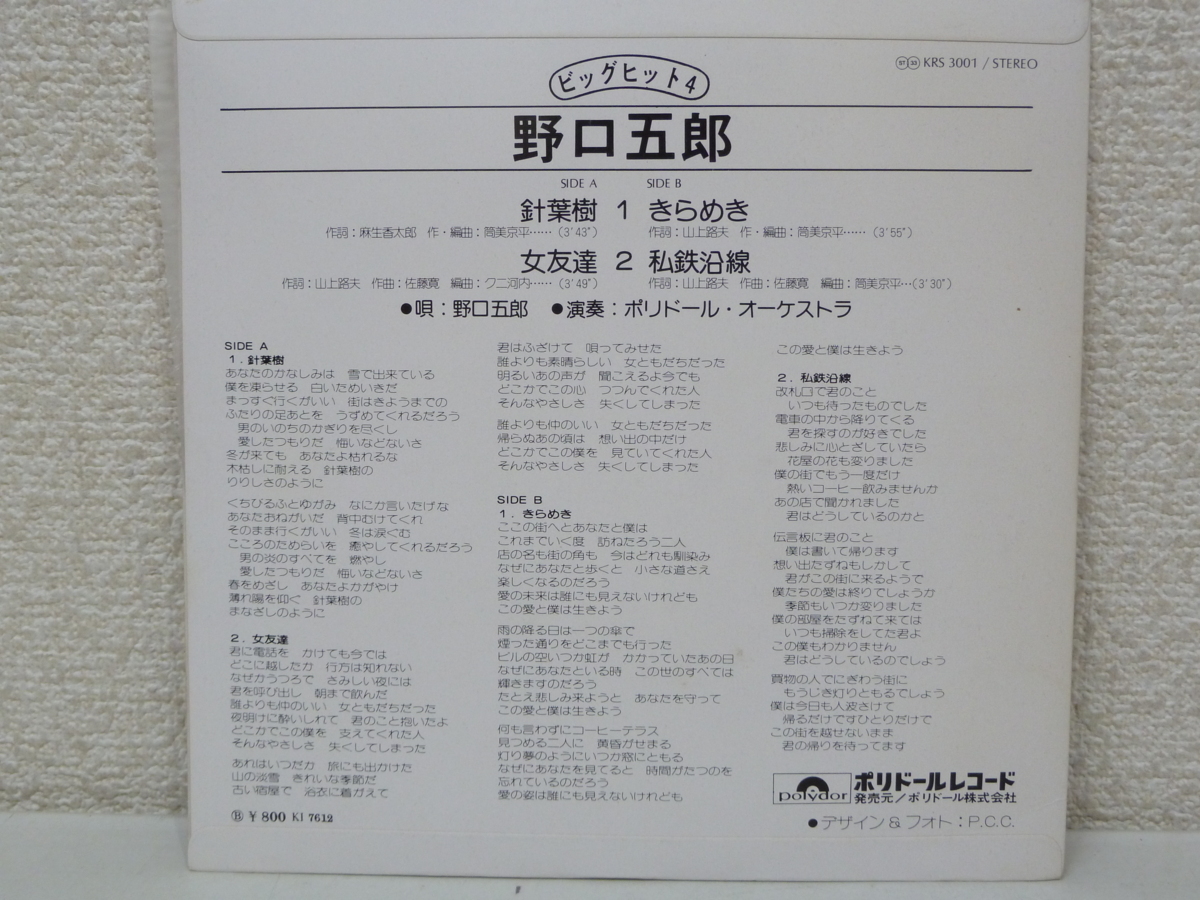 ビッグヒット4
KRS 3001 / STEREO
野口五郎
SIDE A SIDE B
針葉樹 1 きらめき
作詞：麻生香太郎 作・編曲：筒美京平……(3'43") 作詞：山上路夫 作・編曲：筒美京平……(3'55")
女友達 2 私鉄沿線
作詞：山上路夫 作曲：佐藤寛 編曲：クニ河内……(3'49") 作詞：山上路夫 作曲：佐藤寛 編曲：筒美京平…(3'30")
●唄：野口五郎 ●演奏：ポリドール・オーケストラ
SIDE A
1．針葉樹
あなたのかなしみは 雪で出来ている
僕を凍らせる 白いためいきだ
まっすぐ行くがいい 街はきようまでの
ふたりの足あとを うずめてくれるだろう
男のいのちのかぎりを尽くし
愛したつもりだ 悔いなどないさ
冬が来ても あなたよ枯れるな
木枯しに耐える 針葉樹の
りりしさのように
くちびるふとゆがみ なにか言いたげな
あなたおねがいだ 背中むけてくれ
そのまま行くがいい 冬は涙ぐむ
こころのためらいを 癒やしてくれるだろう
男の炎のすべてを 燃やし
愛したつもりだ 悔いなどないさ
春をめざし あなたよかがやけ
薄れ陽を仰ぐ 針葉樹の
まなざしのように
2．女友達
君に電話を かけても今では
どこに越したか 行方は知れない
なぜかうつろで さみしい夜には
君を呼び出し 朝まで飲んだ
誰よりも仲のいい 女ともだちだった
夜明けに酔いしれて 君のこと抱いたよ
どこかでこの僕を 支えてくれた人
そんなやさしさ 失くしてしまった
あれはいつだか 旅にも出かけた
山の淡雪 きれいな季節だ
古い宿屋で 浴衣に着がえて
Ⓑ ¥800 KI 7612
君はふざけて 唄ってみせた
誰よりも素晴らしい 女ともだちだった
明るいあの声が 聞こえるよ今でも
どこかでこの心 つつんでくれた人
そんなやさしさ 失くしてしまった
誰よりも仲のいい 女ともだちだった
帰らぬあの頃は 想い出の中だけ
どこかでこの僕を 見ていてくれた人
そんなやさしさ 失くしてしまった
SIDE B
1．きらめき
ここの街へとあなたと僕は
これまでいく度 訪ねたろう二人
店の名も街の角も 今はどれも馴染み
なぜにあなたと歩くと 小さな道さえ
楽しくなるのだろう
愛の未来は誰にも見えないけれども
この愛と僕は生きよう
雨の降る日は一つの傘で
煙った通りをどこまでも行った
ビルの空いつか虹が かかっていたあの日
なぜにあなたといる時 この世のすべては
輝きますのだろう
たとえ悲しみ来ようと あなたを守って
この愛と僕は生きよう
何も言わずにコーヒーテラス
見つめる二人に 黄昏がせまる
灯り夢のようにいつか窓にともる
なぜにあなたを見てると 時間がたつのを
忘れているのだろう
愛の姿は誰にも見えないけれども
この愛と僕は生きよう
2．私鉄沿線
改札口で君のこと
いつも待ったものでした
電車の中から降りてくる
君を探すのが好きでした
悲しみに心とざしていたら
花屋の花も変りました
僕の街でもう一度だけ
熱いコーヒー飲みませんか
あの店で聞かれました
君はどうしているのかと
伝言板に君のこと
僕は書いて帰ります
想い出たずねもしかして
君がこの街に来るようで
僕たちの愛は終りでしょうか
季節もいつか変りました
僕の部屋をたずねて来ては
いつも掃除をしてた君よ
この僕もわかりません
君はどうしているのでしょう
買物の人でにぎわう街に
もうじき灯りともるでしょう
僕は今日も人波さけて
帰るだけですひとりだけで
この街を越せないまま
君の帰りを待ってます
polydor ポリドールレコード
発売元／ポリドール株式会社
●デザイン＆フォト：P.C.C.